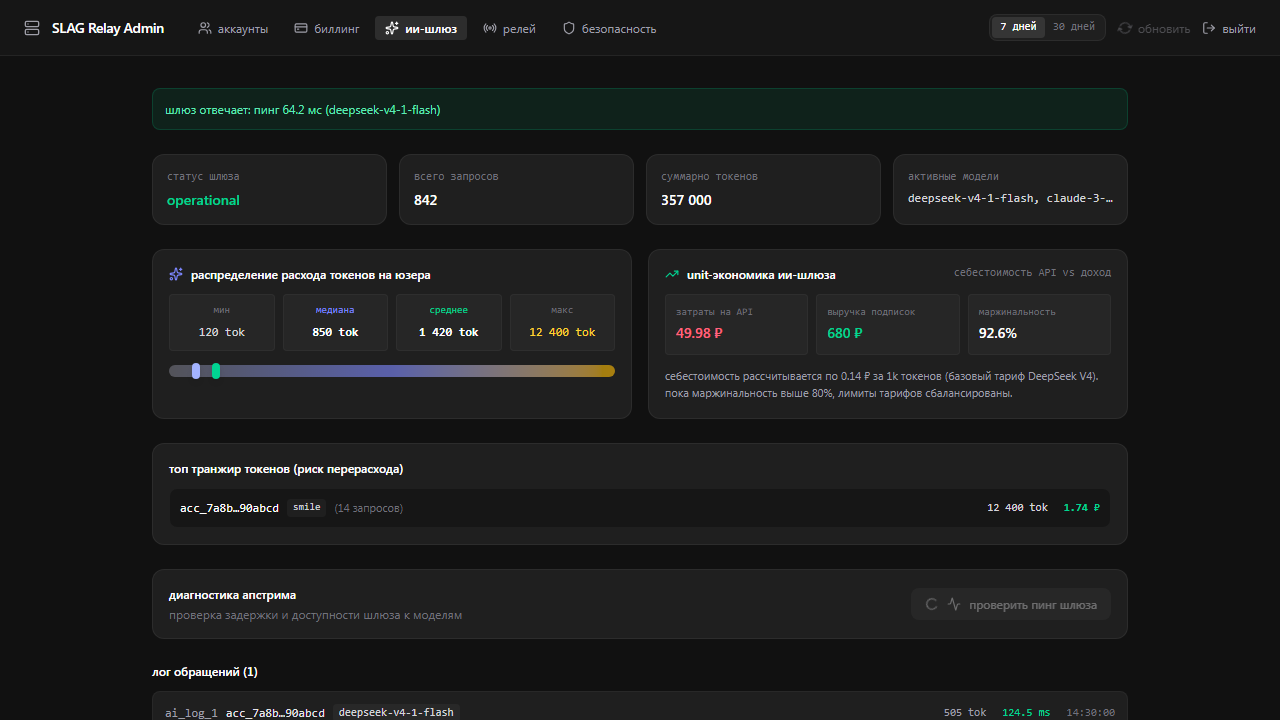 SLAG Relay Admin аккаунты биллинг ии-шлюз релей безопасность 7 дней 30 дней обновить выйти
шлюз отвечает: пинг 64.2 мс (deepseek-v4-1-flash)
статус шлюза
operational
всего запросов
842
суммарно токенов
357 000
активные модели
deepseek-v4-1-flash, claude-3-…
распределение расхода токенов на юзера
мин
120 tok
медиана
850 tok
среднее
1 420 tok
макс
12 400 tok
unit-экономика ии-шлюза
себестоимость API vs доход
затраты на API
49.98 ₽
выручка подписок
680 ₽
маржинальность
92.6%
себестоимость рассчитывается по 0.14 ₽ за 1k токенов (базовый тариф DeepSeek V4).
пока маржинальность выше 80%, лимиты тарифов сбалансированы.
топ транжир токенов (риск перерасхода)
acc_7a8b…90abcd smile (14 запросов) 12 400 tok 1.74 ₽
диагностика апстрима
проверка задержки и доступности шлюза к моделям
проверить пинг шлюза
лог обращений (1)
ai_log_1 acc_7a8b…90abcd deepseek-v4-1-flash 505 tok 124.5 ms 14:30:00